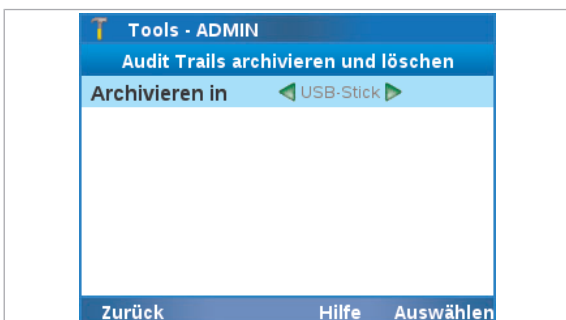 Tools - ADMIN
Audit Trails archivieren und löschen
Archivieren in USB-Stick
Zurück Hilfe Auswählen